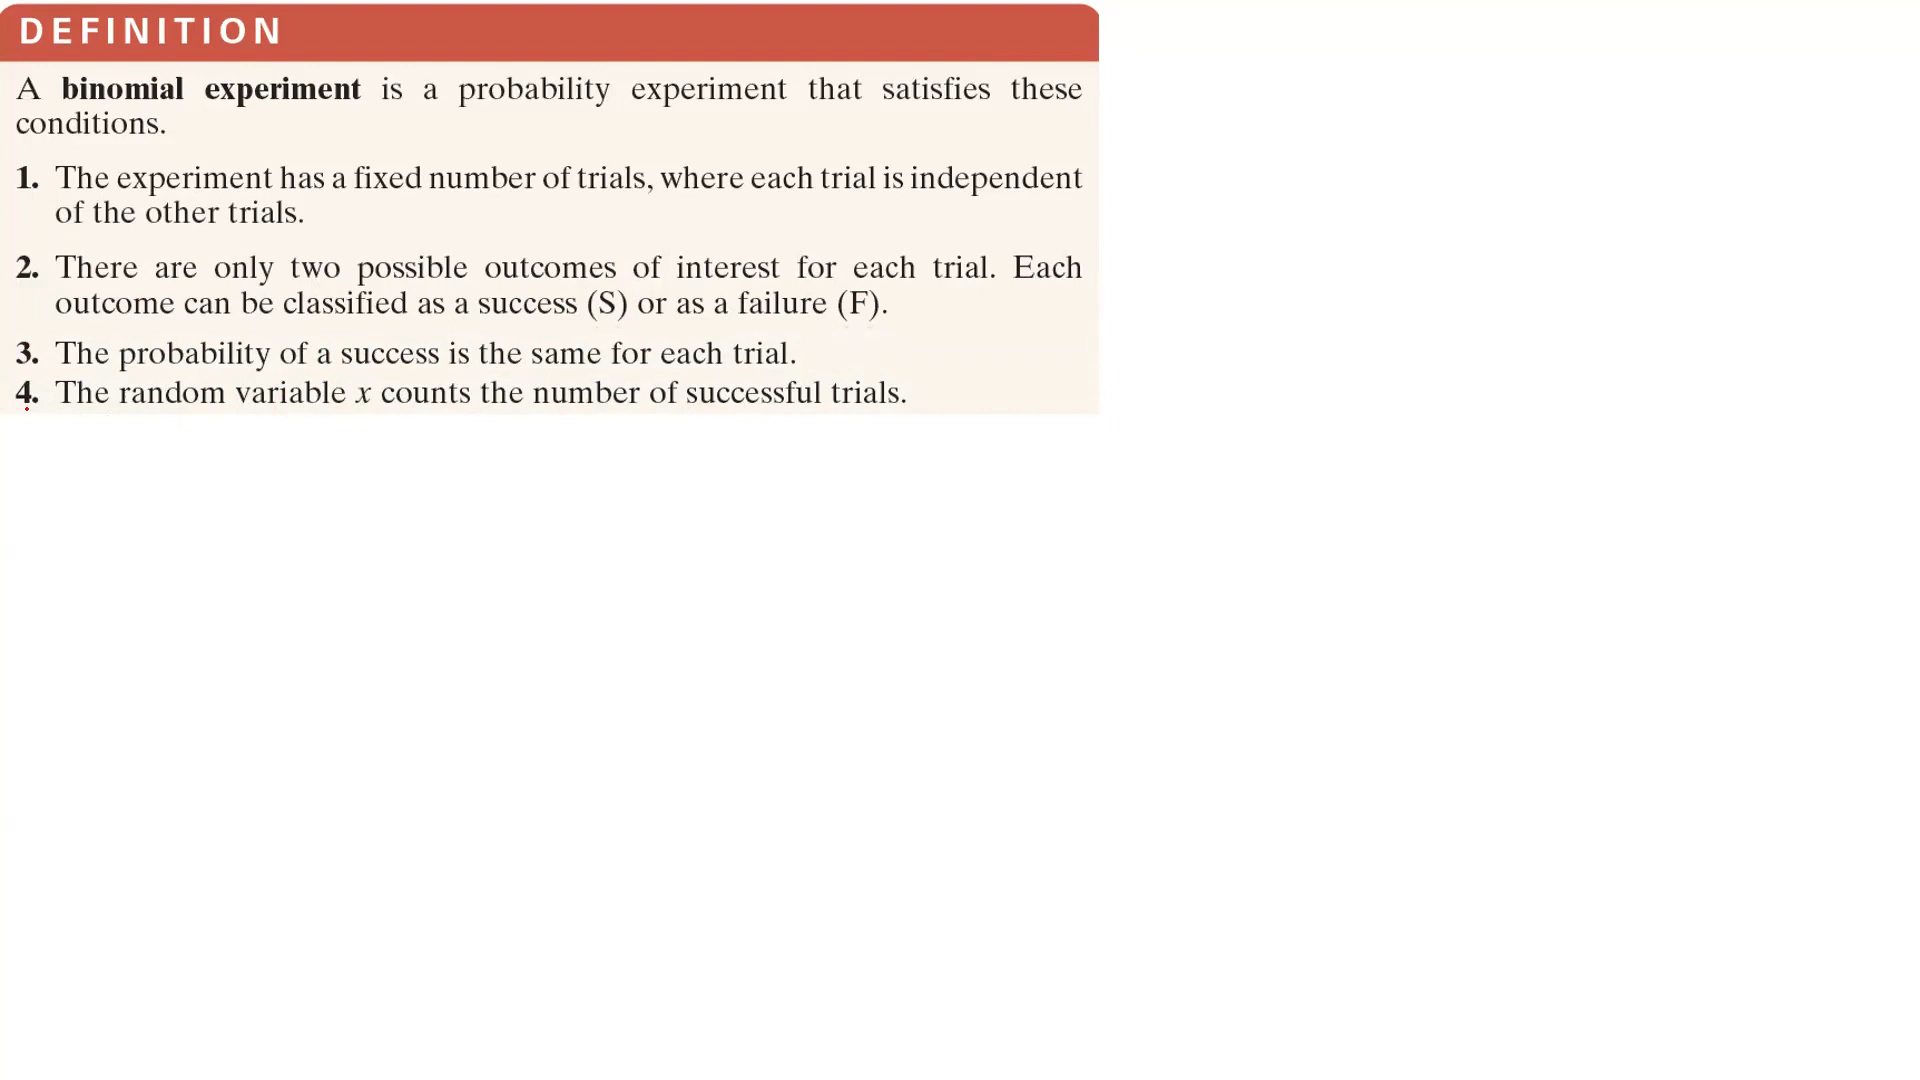 DEFINITION
A binomial experiment is a probability experiment that satisfies these
conditions.
1. The experiment has a fixed number of trials, where each trial is independent
of the other trials.
2. There are only two possible outcomes of interest for each trial. Each
outcome can be classified as a success (S) or as a failure (F).
3. The probability of a success is the same for each trial.
4. The random variable x counts the number of successful trials.